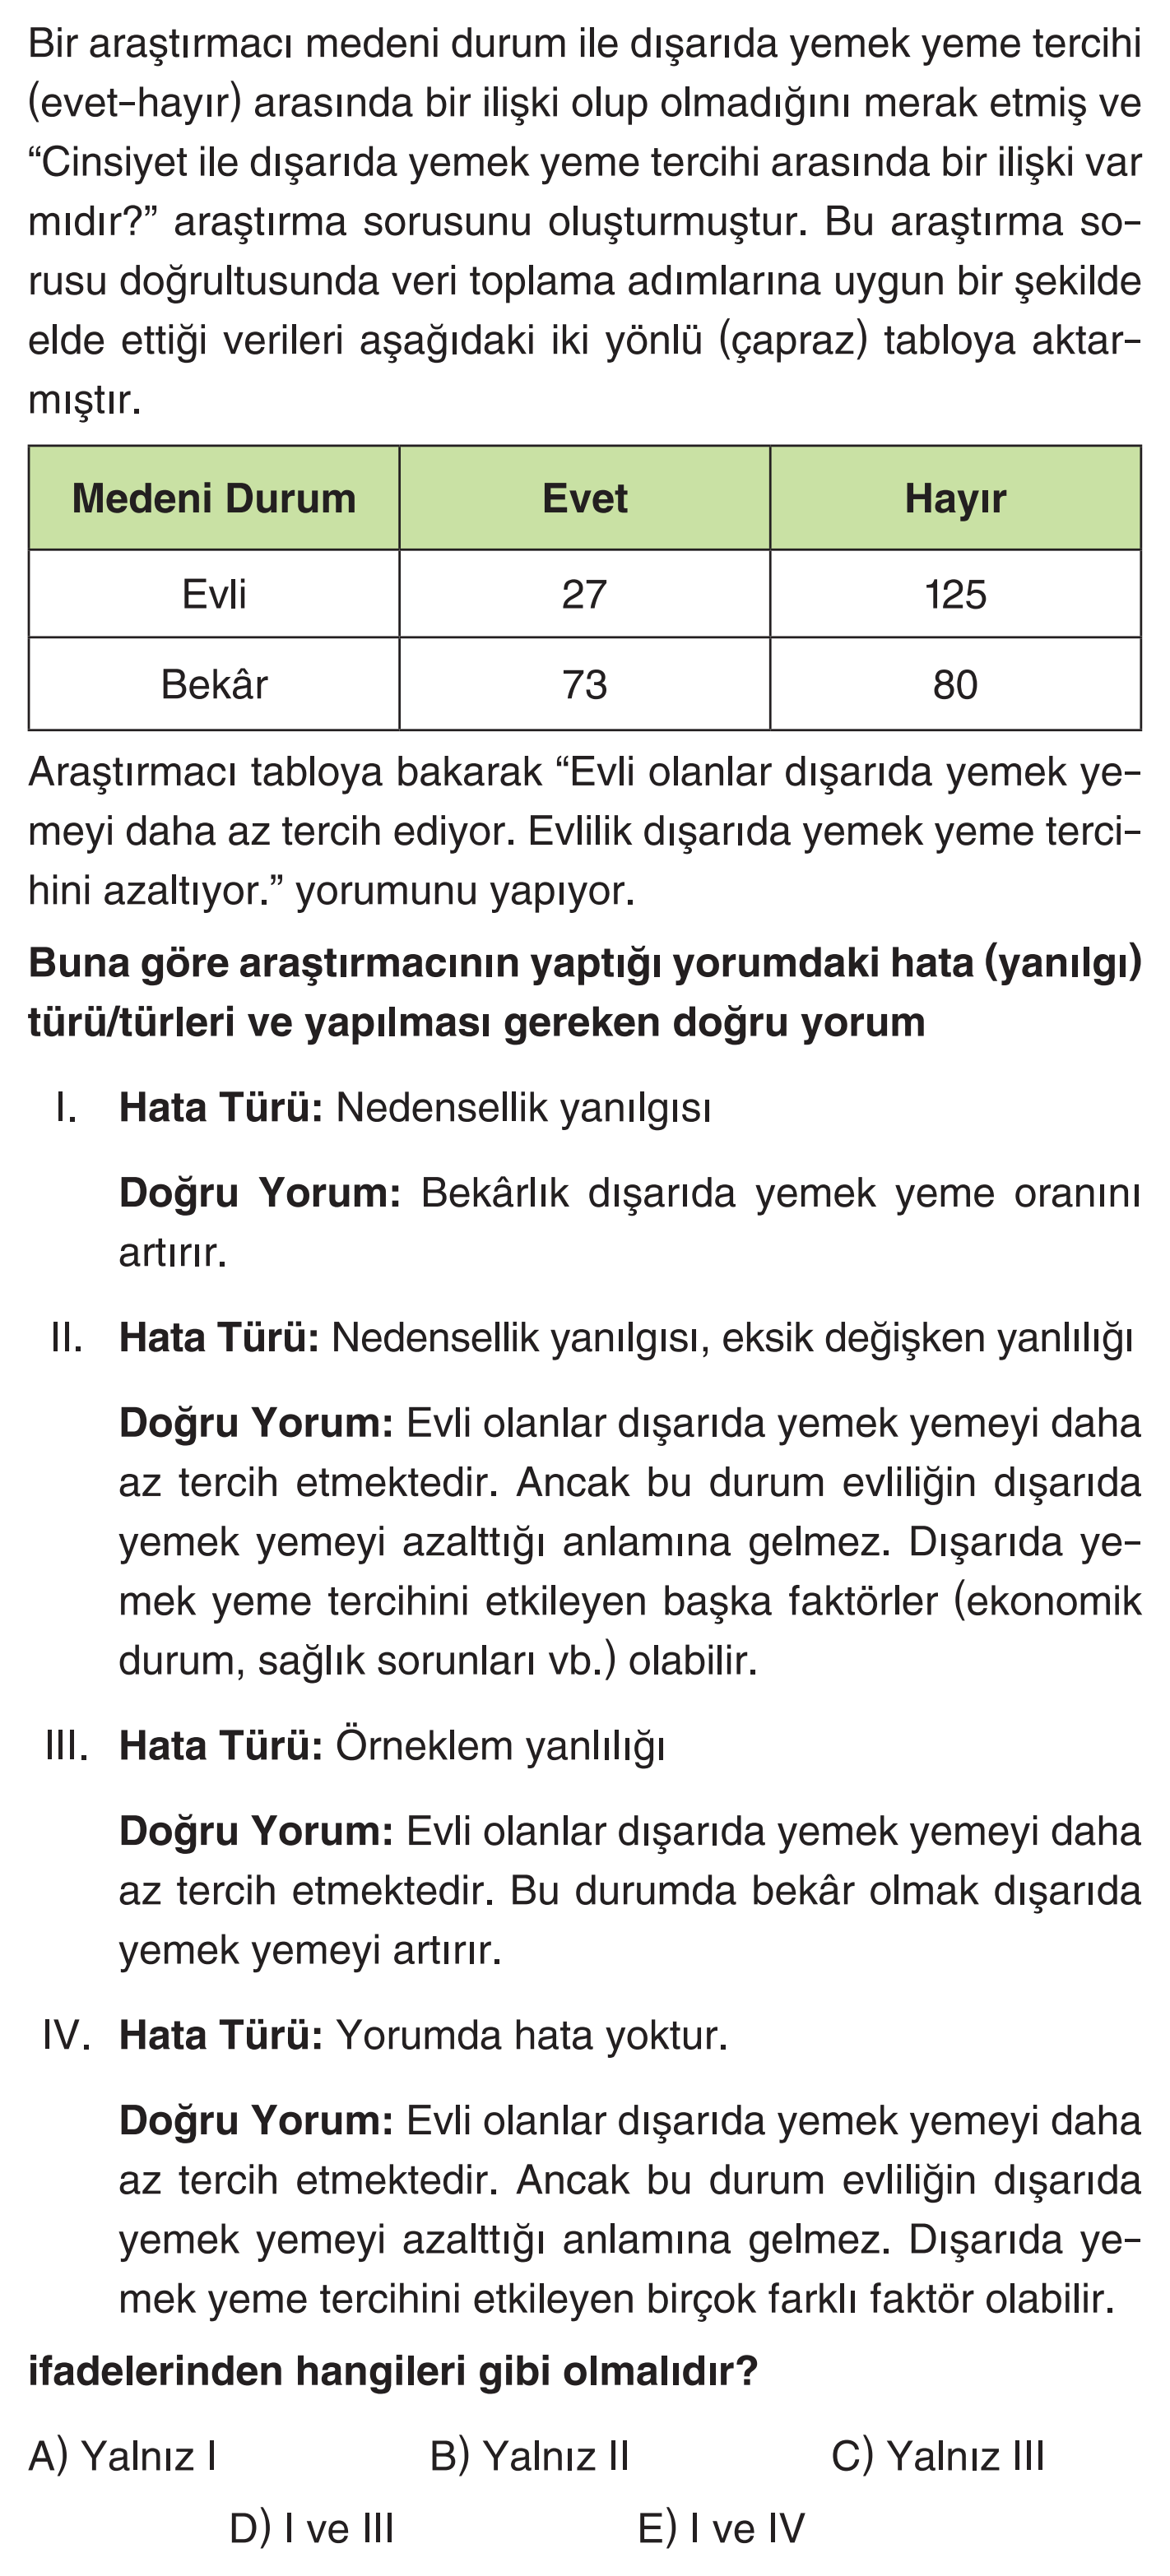 Bir araştırmacı medeni durum ile dışarıda yemek yeme tercihi
(evet-hayır) arasında bir ilişki olup olmadığını merak etmiş ve
“Cinsiyet ile dışarıda yemek yeme tercihi arasında bir ilişki var
mıdır?” araştırma sorusunu oluşturmuştur. Bu araştırma so-
rusu doğrultusunda veri toplama adımlarına uygun bir şekilde
elde ettiği verileri aşağıdaki iki yönlü (çapraz) tabloya aktar-
mıştır.
Medeni Durum Evet Hayır
Evli 27 125
Bekâr 73 80
Araştırmacı tabloya bakarak “Evli olanlar dışarıda yemek ye-
meyi daha az tercih ediyor. Evlilik dışarıda yemek yeme terci-
hini azaltıyor.” yorumunu yapıyor.
Buna göre araştırmacının yaptığı yorumdaki hata (yanılgı)
türü/türleri ve yapılması gereken doğru yorum
I. Hata Türü: Nedensellik yanılgısı
Doğru Yorum: Bekârlık dışarıda yemek yeme oranını
artırır.
II. Hata Türü: Nedensellik yanılgısı, eksik değişken yanlılığı
Doğru Yorum: Evli olanlar dışarıda yemek yemeyi daha
az tercih etmektedir. Ancak bu durum evliliğin dışarıda
yemek yemeyi azalttığı anlamına gelmez. Dışarıda ye-
mek yeme tercihini etkileyen başka faktörler (ekonomik
durum, sağlık sorunları vb.) olabilir.
III. Hata Türü: Örneklem yanlılığı
Doğru Yorum: Evli olanlar dışarıda yemek yemeyi daha
az tercih etmektedir. Bu durumda bekâr olmak dışarıda
yemek yemeyi artırır.
IV. Hata Türü: Yorumda hata yoktur.
Doğru Yorum: Evli olanlar dışarıda yemek yemeyi daha
az tercih etmektedir. Ancak bu durum evliliğin dışarıda
yemek yemeyi azalttığı anlamına gelmez. Dışarıda ye-
mek yeme tercihini etkileyen birçok farklı faktör olabilir.
ifadelerinden hangileri gibi olmalıdır?
A) Yalnız I B) Yalnız II C) Yalnız III
D) I ve III E) I ve IV